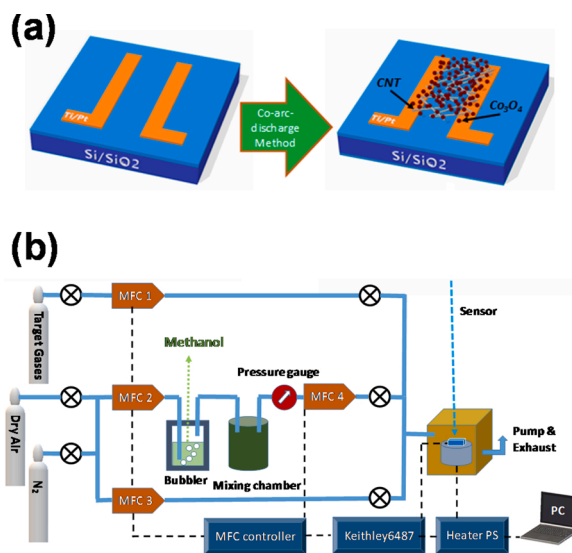 (a)
Ti/Pt
Si/SiO2
Co-arc-
discharge
Method
CNT
Co₃O₄
Ti/Pt
Si/SiO2
(b)
Target Gases
MFC 1
Sensor
Methanol
Pressure gauge
Dry Air
MFC 2
MFC 4
Bubbler
Mixing chamber
Pump &
Exhaust
N₂
MFC 3
MFC controller
Keithley6487
Heater PS
PC